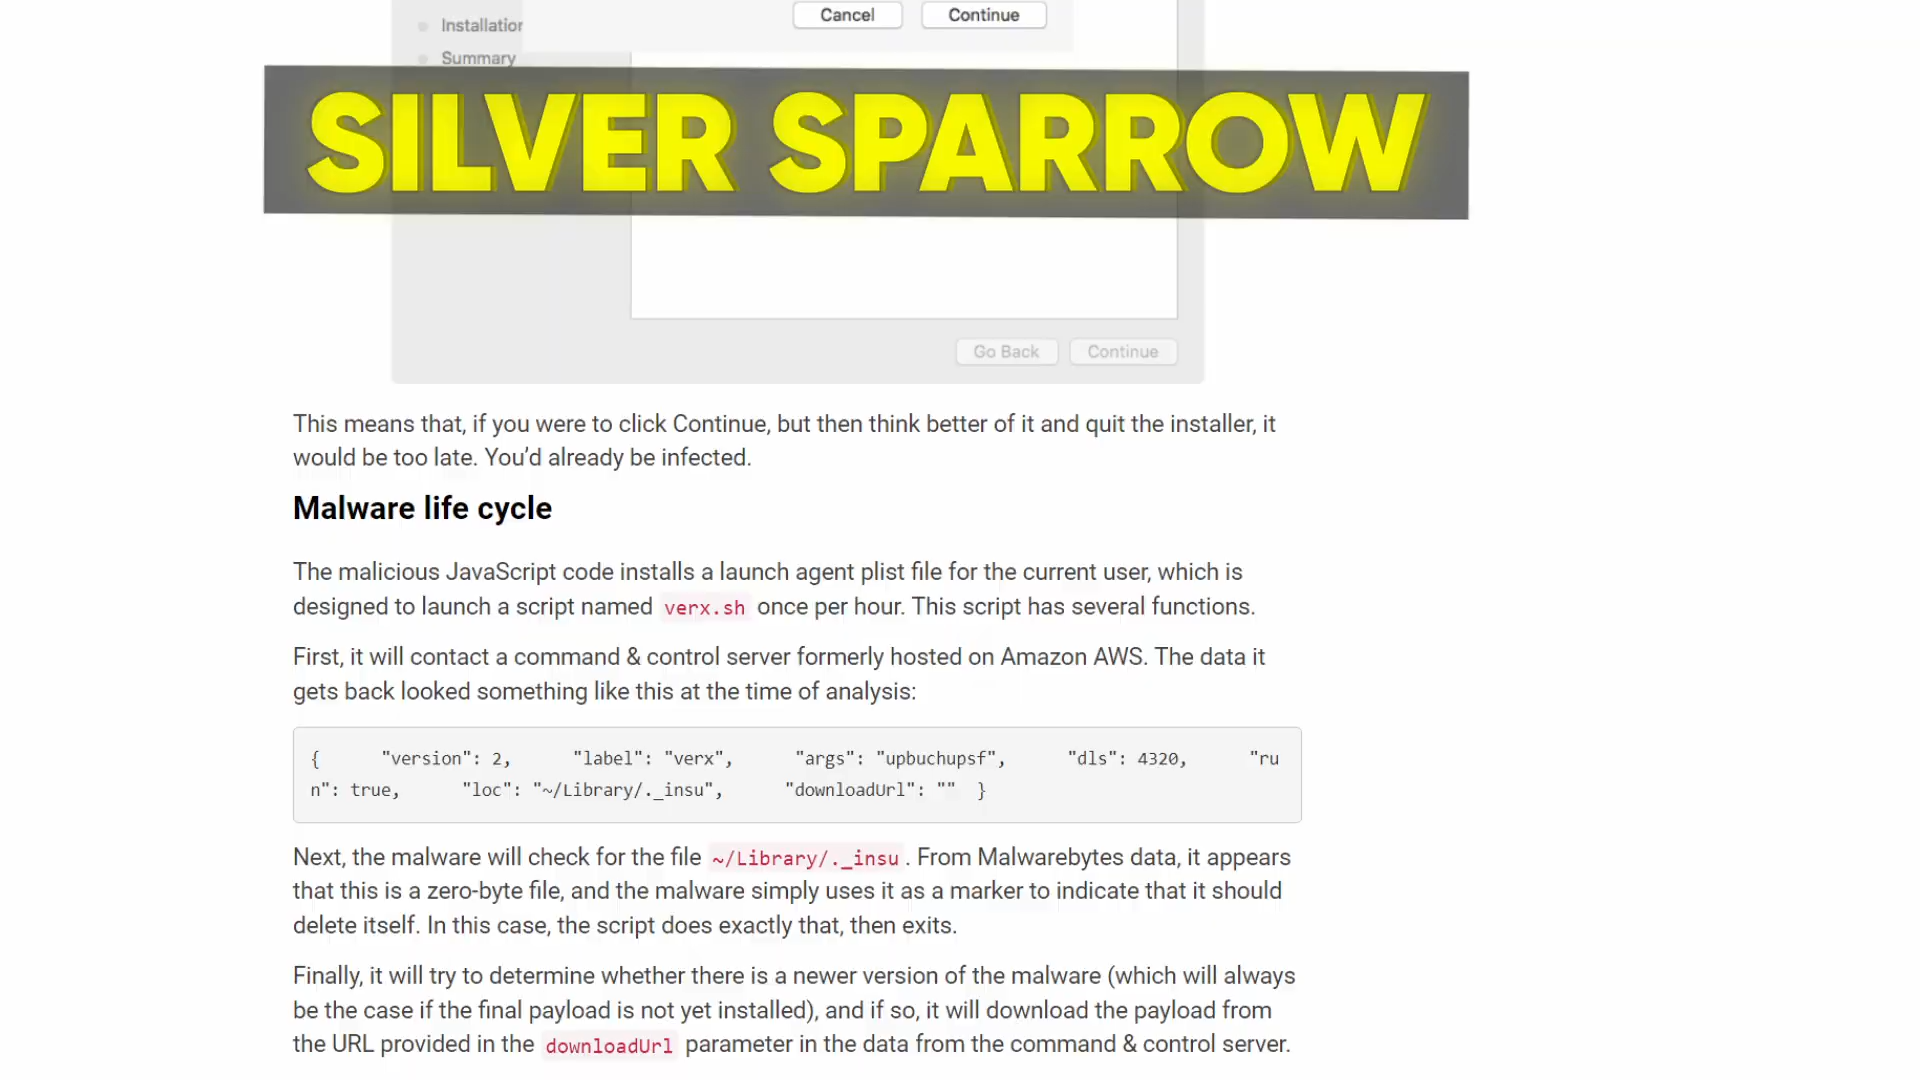 Cancel Continue
Installation
Summary
SILVER SPARROW
Go Back Continue
This means that, if you were to click Continue, but then think better of it and quit the installer, it
would be too late. You’d already be infected.
Malware life cycle
The malicious JavaScript code installs a launch agent plist file for the current user, which is
designed to launch a script named verx.sh once per hour. This script has several functions.
First, it will contact a command & control server formerly hosted on Amazon AWS. The data it
gets back looked something like this at the time of analysis:
{ "version": 2, "label": "verx", "args": "upbuchupsf", "dls": 4320, "ru
n": true, "loc": "~/Library/._insu", "downloadUrl": "" }
Next, the malware will check for the file ~/Library/._insu . From Malwarebytes data, it appears
that this is a zero-byte file, and the malware simply uses it as a marker to indicate that it should
delete itself. In this case, the script does exactly that, then exits.
Finally, it will try to determine whether there is a newer version of the malware (which will always
be the case if the final payload is not yet installed), and if so, it will download the payload from
the URL provided in the downloadUrl parameter in the data from the command & control server.